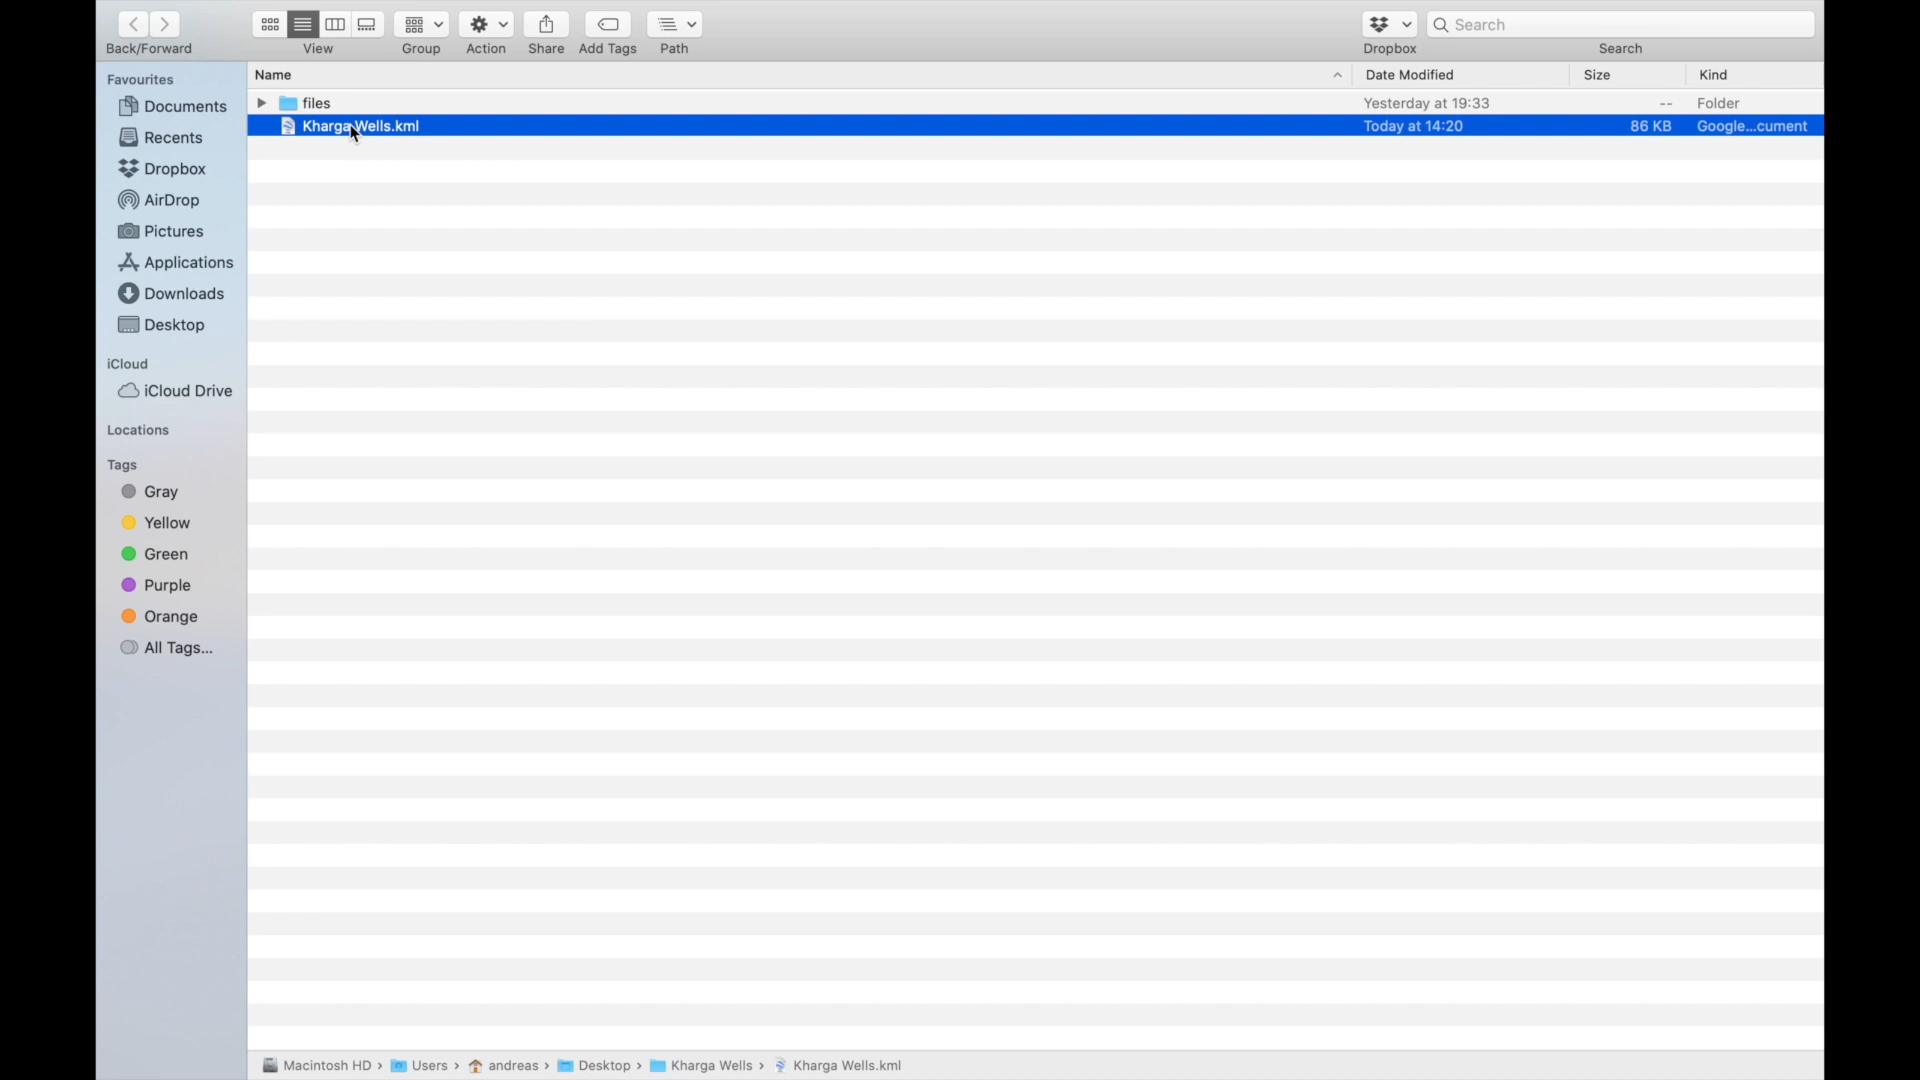 Back/Forward
View
Group
Action
Share
Add Tags
Path
Dropbox
Search
Search
Favourites
Documents
Recents
Dropbox
AirDrop
Pictures
Applications
Downloads
Desktop
iCloud
iCloud Drive
Locations
Tags
Gray
Yellow
Green
Purple
Orange
All Tags...
Name Date Modified Size Kind
files Yesterday at 19:33 -- Folder
Kharga Wells.kml Today at 14:20 86 KB Google...cument
Macintosh HD › Users › andreas › Desktop › Kharga Wells › Kharga Wells.kml